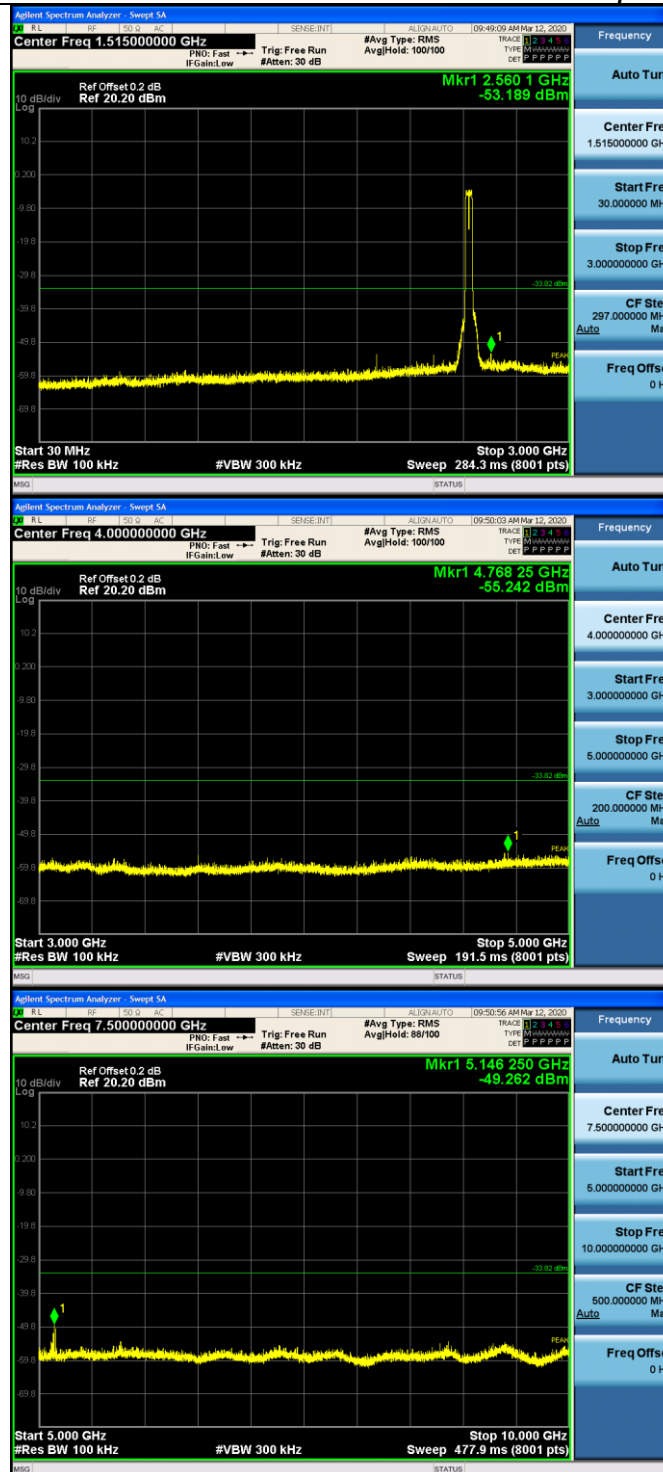 Agilent Spectrum Analyzer - Swept SA
RL RF 50 Ω AC SENSE:INT ALIGNAUTO 09:49:09 AM Mar 12, 2020
Center Freq 1.515000000 GHz #Avg Type: RMS TRACE 1 2 3 4 5 6
PNO: Fast Trig: Free Run Avg|Hold: 100/100 TYPE M
IFGain:Low #Atten: 30 dB DET P P P P P P
Mkr1 2.560 1 GHz
Ref Offset 0.2 dB
10 dB/div Ref 20.20 dBm -53.189 dBm
Log
10.2
0.200
-9.80
-19.8
-29.8
-33.82 dBm
-39.8
-49.8
1
PEAK
-59.8
-69.8
Start 30 MHz Stop 3.000 GHz
#Res BW 100 kHz #VBW 300 kHz Sweep 284.3 ms (8001 pts)
MSG STATUS
Frequency
Auto Tun
Center Fre
1.515000000 GH
Start Fre
30.000000 MH
Stop Fre
3.000000000 GH
CF Ste
297.000000 MH
Auto Ma
Freq Offse
0 H
Agilent Spectrum Analyzer - Swept SA
RL RF 50 Ω AC SENSE:INT ALIGNAUTO 09:50:03 AM Mar 12, 2020
Center Freq 4.000000000 GHz #Avg Type: RMS TRACE 1 2 3 4 5 6
PNO: Fast Trig: Free Run Avg|Hold: 100/100 TYPE M
IFGain:Low #Atten: 30 dB DET P P P P P P
Mkr1 4.768 25 GHz
Ref Offset 0.2 dB
10 dB/div Ref 20.20 dBm -55.242 dBm
Log
10.2
0.200
-9.80
-19.8
-29.8
-33.82 dBm
-39.8
-49.8
1
PEAK
-59.8
-69.8
Start 3.000 GHz Stop 5.000 GHz
#Res BW 100 kHz #VBW 300 kHz Sweep 191.5 ms (8001 pts)
MSG STATUS
Frequency
Auto Tun
Center Fre
4.000000000 GH
Start Fre
3.000000000 GH
Stop Fre
5.000000000 GH
CF Ste
200.000000 MH
Auto Ma
Freq Offse
0 H
Agilent Spectrum Analyzer - Swept SA
RL RF 50 Ω AC SENSE:INT ALIGNAUTO 09:50:56 AM Mar 12, 2020
Center Freq 7.500000000 GHz #Avg Type: RMS TRACE 1 2 3 4 5 6
PNO: Fast Trig: Free Run Avg|Hold: 88/100 TYPE M
IFGain:Low #Atten: 30 dB DET P P P P P P
Mkr1 5.146 250 GHz
Ref Offset 0.2 dB
10 dB/div Ref 20.20 dBm -49.262 dBm
Log
10.2
0.200
-9.80
-19.8
-29.8
-33.82 dBm
-39.8
1
-49.8
PEAK
-59.8
-69.8
Start 5.000 GHz Stop 10.000 GHz
#Res BW 100 kHz #VBW 300 kHz Sweep 477.9 ms (8001 pts)
MSG STATUS
Frequency
Auto Tun
Center Fre
7.500000000 GH
Start Fre
5.000000000 GH
Stop Fre
10.000000000 GH
CF Ste
500.000000 MH
Auto Ma
Freq Offse
0 H